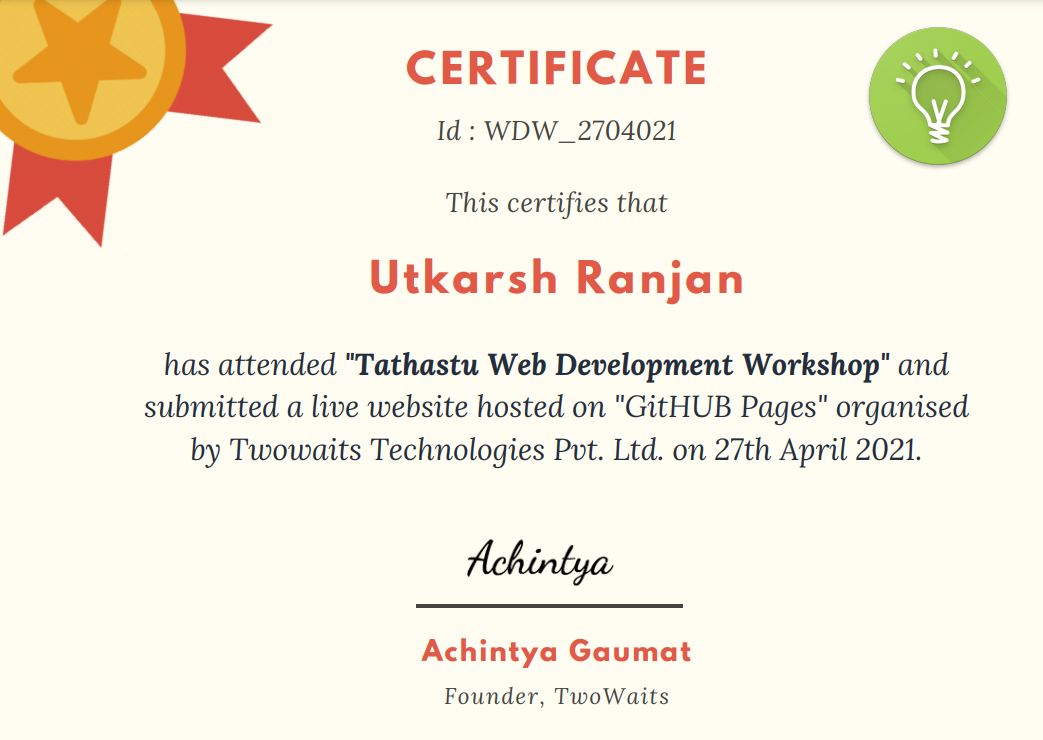 CERTIFICATE
Id : WDW_2704021
This certifies that
Utkarsh Ranjan
has attended "Tathastu Web Development Workshop" and
submitted a live website hosted on "GitHUB Pages" organised
by Twowaits Technologies Pvt. Ltd. on 27th April 2021.
Achintya
Achintya Gaumat
Founder, TwoWaits